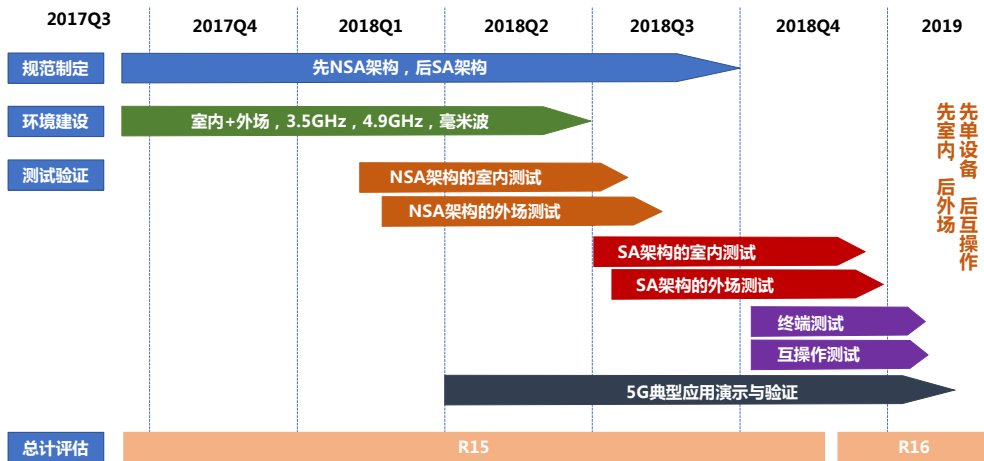 2017Q3
2017Q4
2018Q1
2018Q2
2018Q3
2018Q4
2019
规范制定
先NSA架构，后SA架构
环境建设
室内+外场，3.5GHz，4.9GHz，毫米波
测试验证
NSA架构的室内测试
NSA架构的外场测试
SA架构的室内测试
SA架构的外场测试
终端测试
互操作测试
5G典型应用演示与验证
先单设备 后互操作
先室内 后外场
总计评估
R15
R16